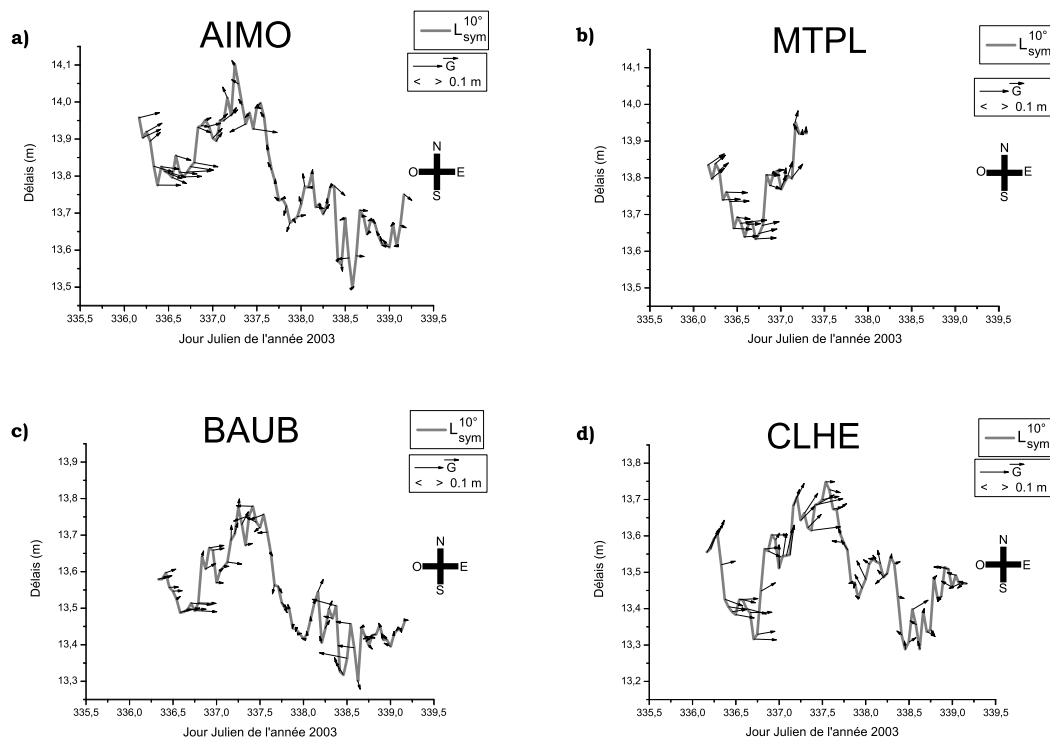 a)
AIMO
L 10° sym
G
< > 0.1 m
14,1
14,0
13,9
13,8
13,7
13,6
13,5
Délais (m)
N
O E
S
335,5 336,0 336,5 337,0 337,5 338,0 338,5 339,0 339,5
Jour Julien de l'année 2003
b)
MTPL
L 10° sym
G
< > 0.1 m
14,1
14,0
13,9
13,8
13,7
13,6
13,5
Délais (m)
N
O E
S
335,5 336,0 336,5 337,0 337,5 338,0 338,5 339,0 339,5
Jour Julien de l'année 2003
c)
BAUB
L 10° sym
G
< > 0.1 m
13,9
13,8
13,7
13,6
13,5
13,4
13,3
Délais (m)
N
O E
S
335,5 336,0 336,5 337,0 337,5 338,0 338,5 339,0 339,5
Jour Julien de l'année 2003
d)
CLHE
L 10° sym
G
< > 0.1 m
13,8
13,7
13,6
13,5
13,4
13,3
13,2
Délais (m)
N
O E
S
335,5 336,0 336,5 337,0 337,5 338,0 338,5 339,0 339,5
Jour Julien de l'année 2003